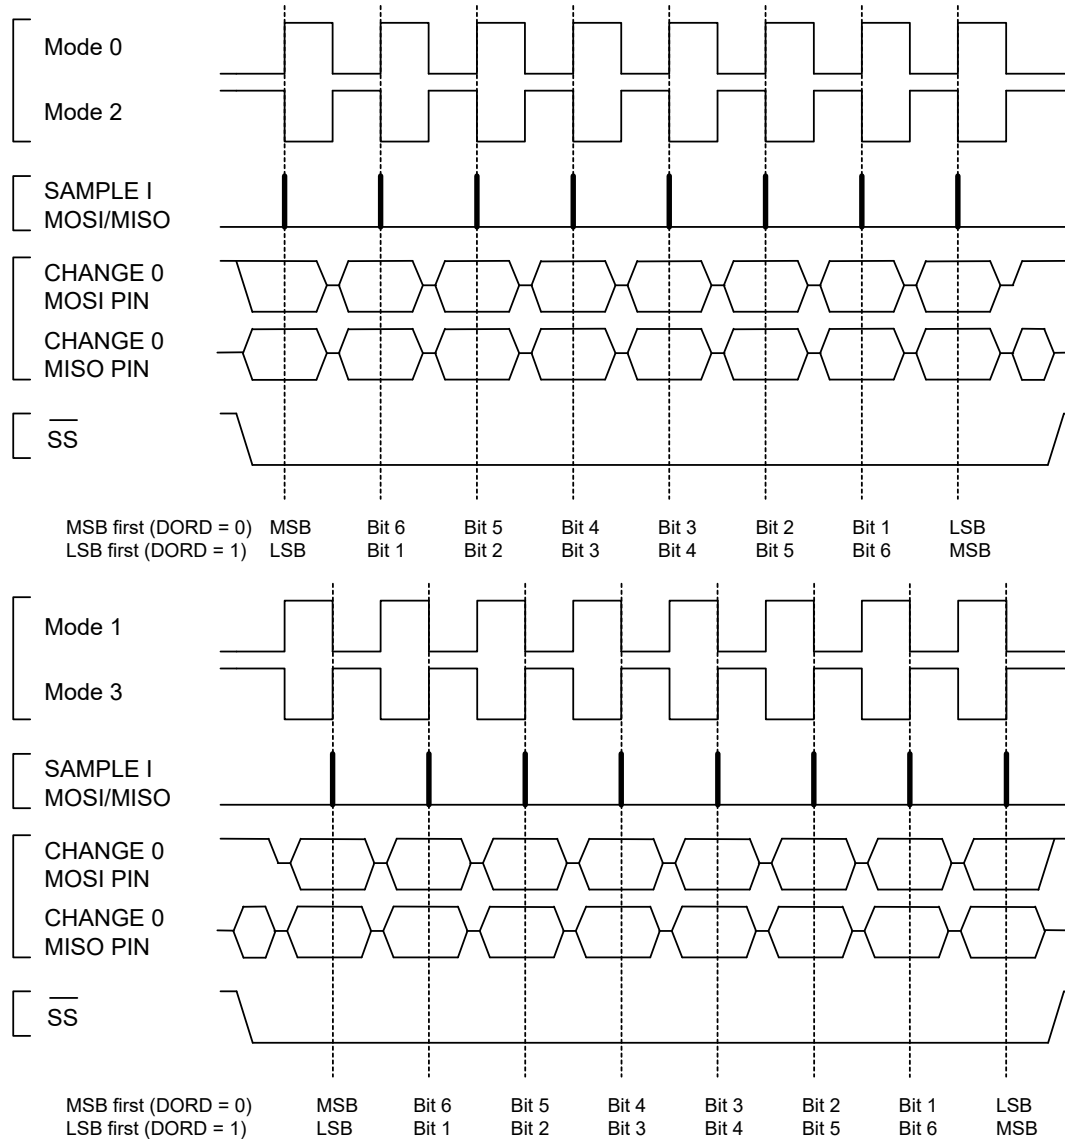 Mode 0
Mode 2
SAMPLE I
MOSI/MISO
CHANGE 0
MOSI PIN
CHANGE 0
MISO PIN
SS
MSB first (DORD = 0) MSB Bit 6 Bit 5 Bit 4 Bit 3 Bit 2 Bit 1 LSB
LSB first (DORD = 1) LSB Bit 1 Bit 2 Bit 3 Bit 4 Bit 5 Bit 6 MSB
Mode 1
Mode 3
SAMPLE I
MOSI/MISO
CHANGE 0
MOSI PIN
CHANGE 0
MISO PIN
SS
MSB first (DORD = 0) MSB Bit 6 Bit 5 Bit 4 Bit 3 Bit 2 Bit 1 LSB
LSB first (DORD = 1) LSB Bit 1 Bit 2 Bit 3 Bit 4 Bit 5 Bit 6 MSB